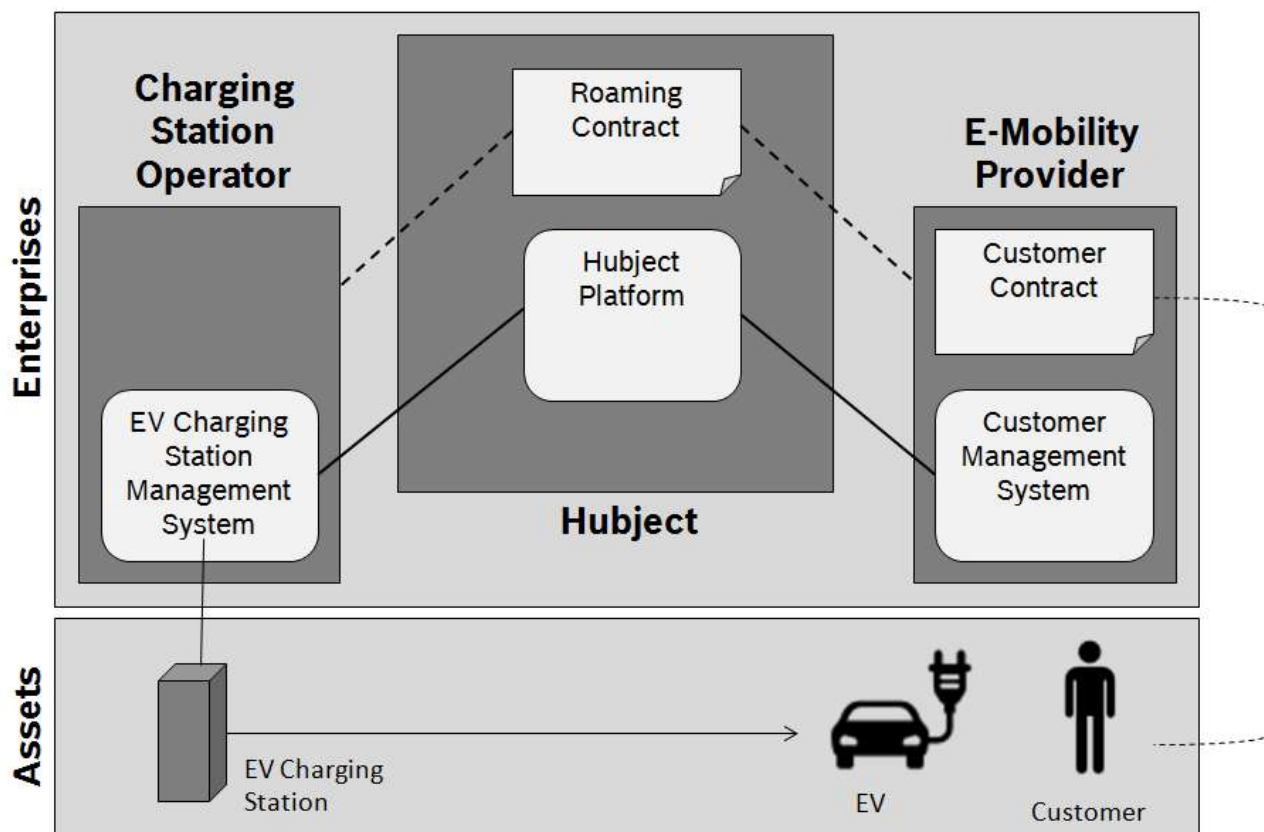 Enterprises
Charging
Station
Operator
EV Charging
Station
Management
System
Roaming
Contract
Hubject
Platform
Hubject
E-Mobility
Provider
Customer
Contract
Customer
Management
System
Assets
EV Charging
Station
EV
Customer